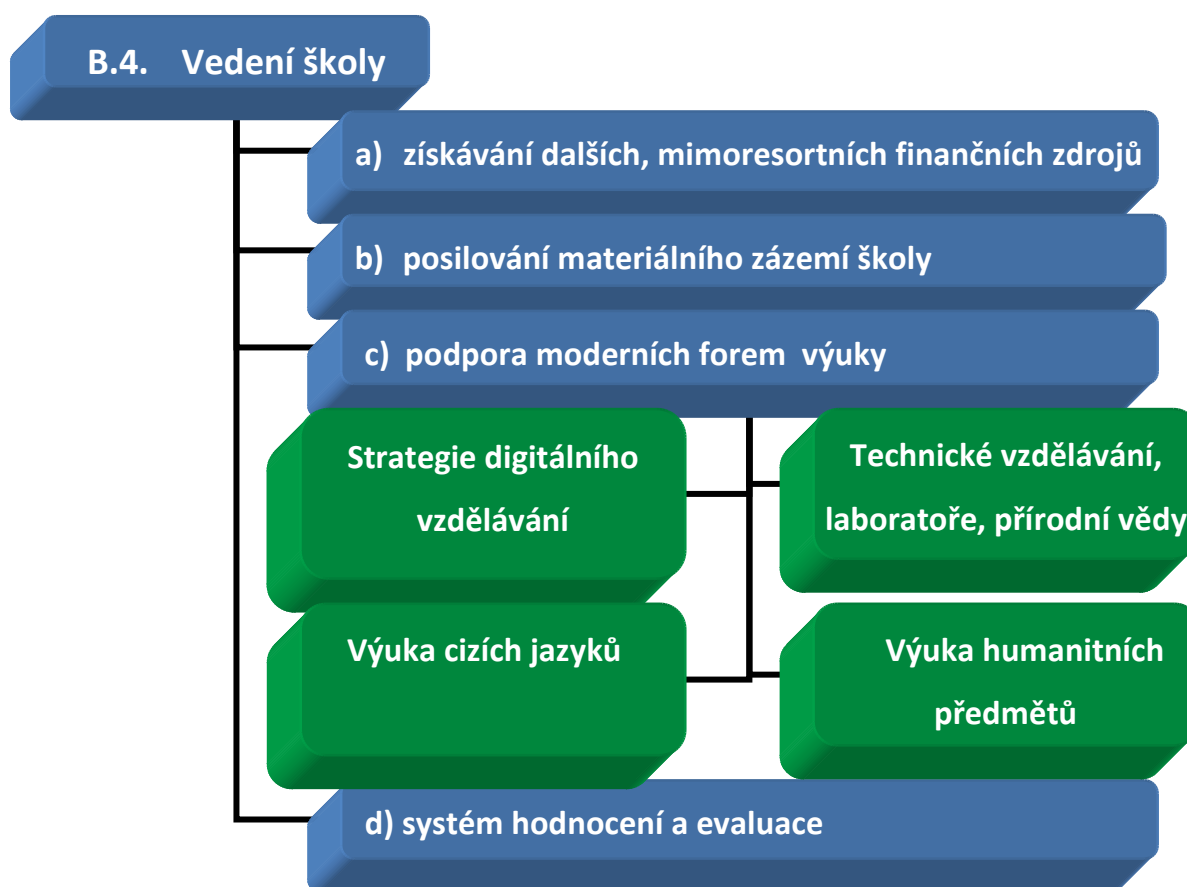 B.4. Vedení školy
a) získávání dalších, mimoresortních finančních zdrojů
b) posilování materiálního zázemí školy
c) podpora moderních forem výuky
Strategie digitálního
vzdělávání
Technické vzdělávání,
laboratoře, přírodní vědy
Výuka cizích jazyků
Výuka humanitních
předmětů
d) systém hodnocení a evaluace